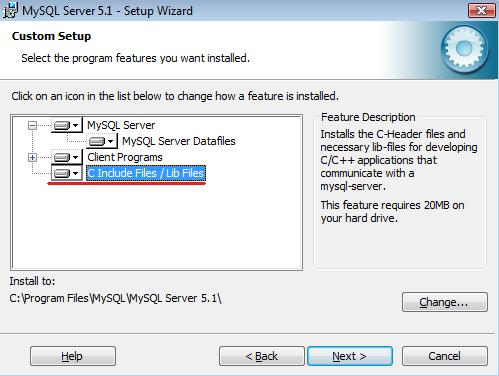 MySQL Server 5.1 - Setup Wizard
Custom Setup
Select the program features you want installed.
Click on an icon in the list below to change how a feature is installed.
MySQL Server
MySQL Server Datafiles
Client Programs
C Include Files / Lib Files
Feature Description
Installs the C-Header files and
necessary lib-files for developing
C/C++ applications that
communicate with a
mysql-server.
This feature requires 20MB on
your hard drive.
Install to:
C:\Program Files\MySQL\MySQL Server 5.1\
Change...
Help
< Back
Next >
Cancel